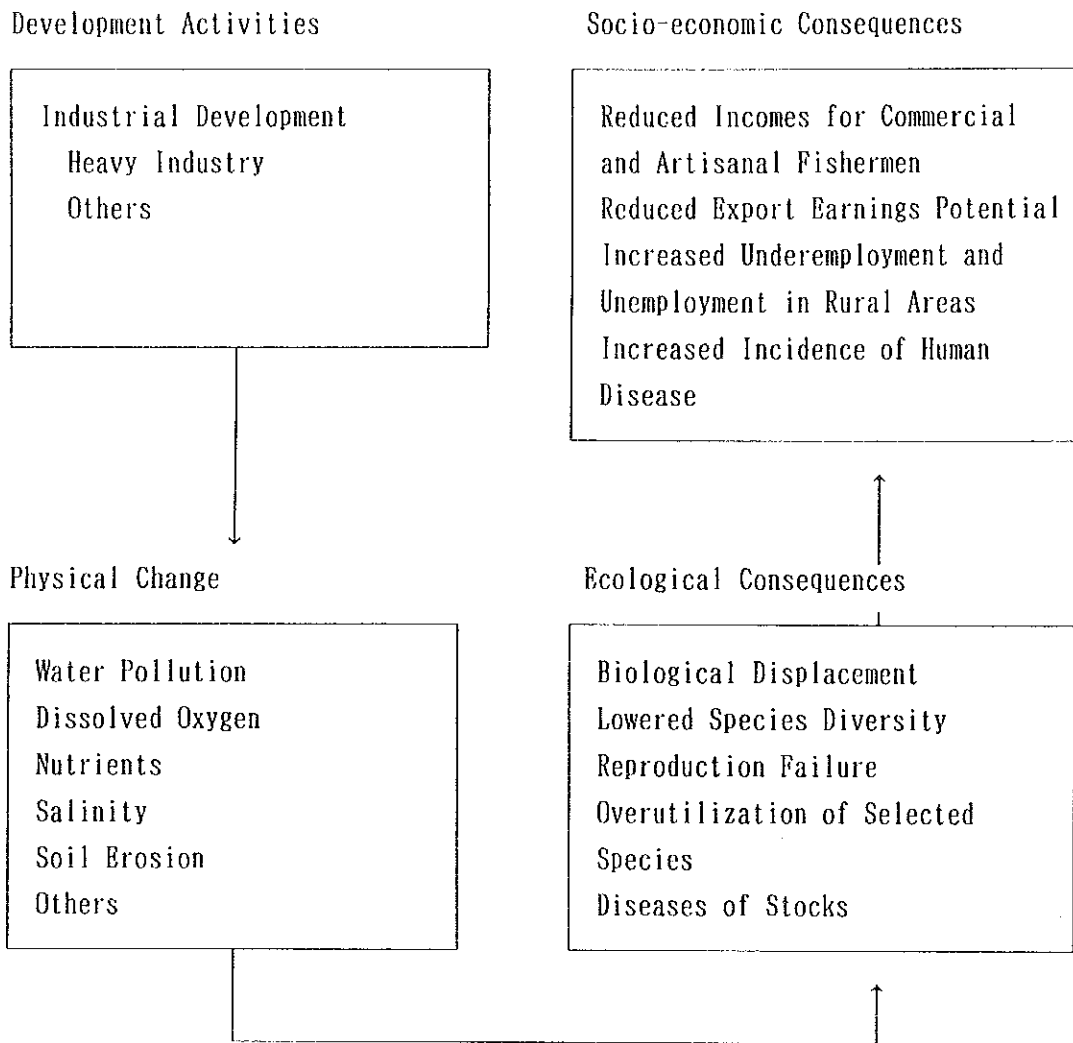 Development Activities
Industrial Development
Heavy Industry
Others
Socio-economic Consequences
Reduced Incomes for Commercial
and Artisanal Fishermen
Reduced Export Earnings Potential
Increased Underemployment and
Unemployment in Rural Areas
Increased Incidence of Human
Disease
Physical Change
Water Pollution
Dissolved Oxygen
Nutrients
Salinity
Soil Erosion
Others
Ecological Consequences
Biological Displacement
Lowered Species Diversity
Reproduction Failure
Overutilization of Selected
Species
Diseases of Stocks